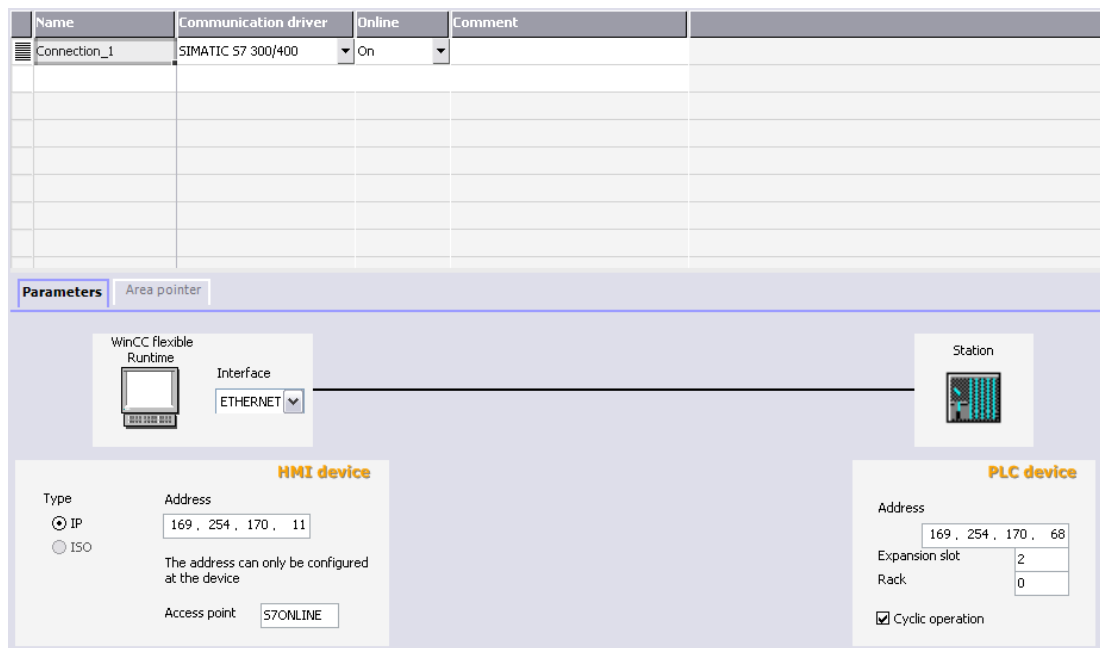 Name Communication driver Online Comment
Connection_1 SIMATIC S7 300/400 On
Parameters Area pointer
WinCC flexible
Runtime
Interface
ETHERNET
Station
HMI device
Type
IP
ISO
Address
169 . 254 . 170 . 11
The address can only be configured
at the device
Access point S7ONLINE
PLC device
Address
169 . 254 . 170 . 68
Expansion slot 2
Rack 0
Cyclic operation